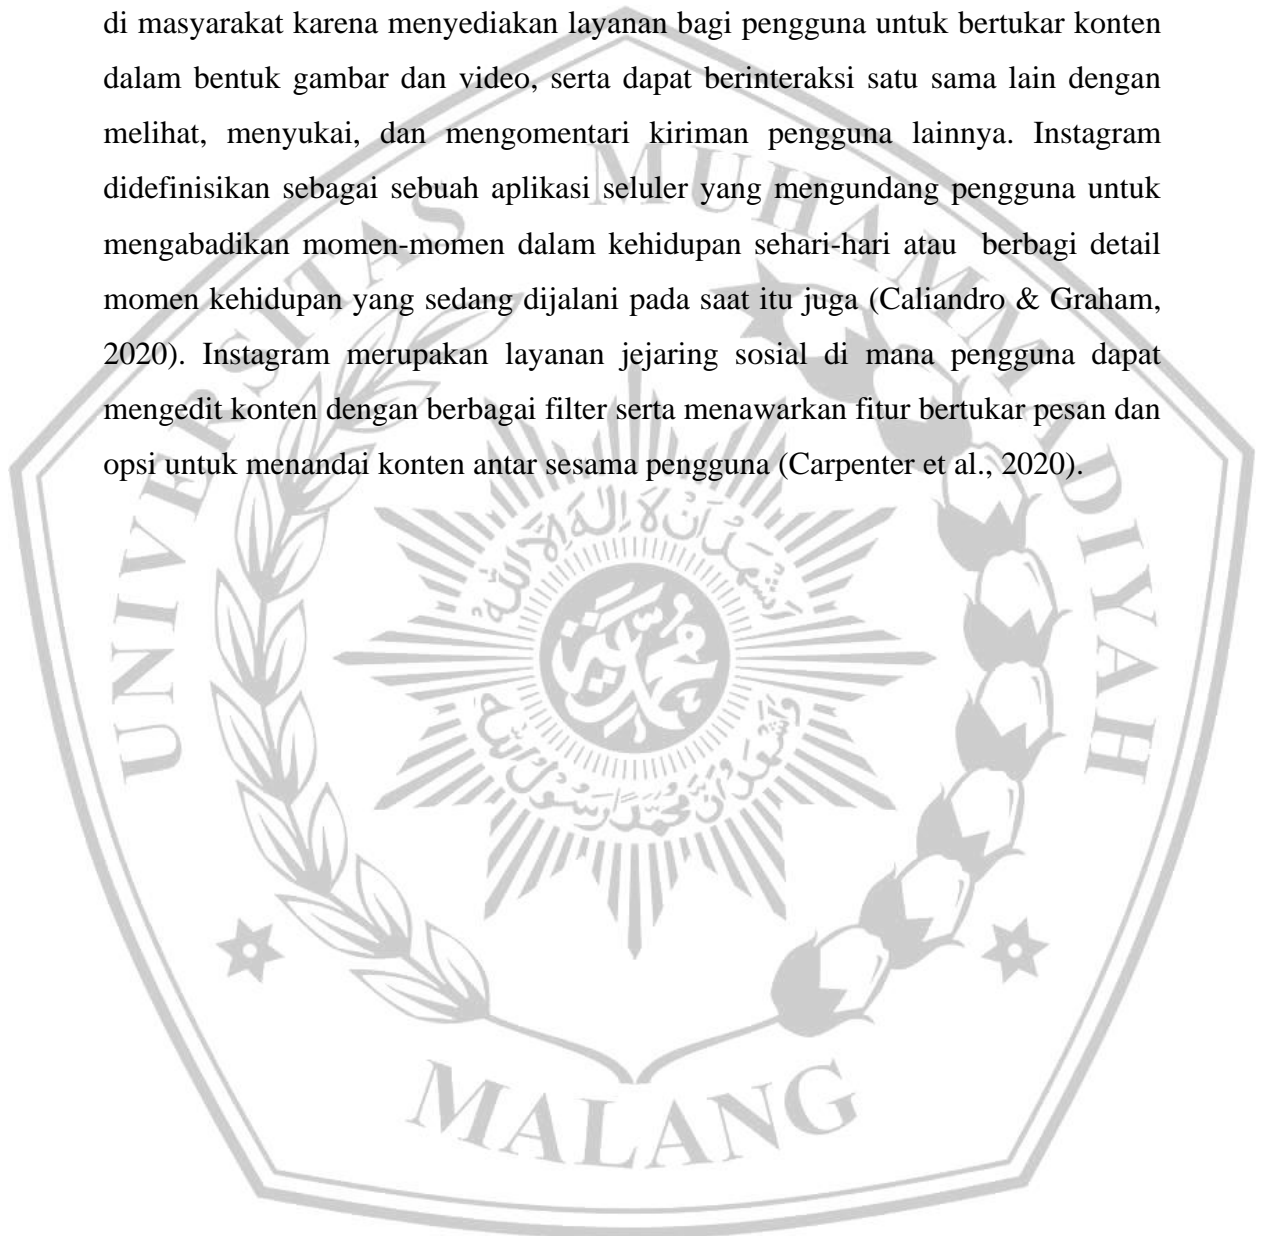 di masyarakat karena menyediakan layanan bagi pengguna untuk bertukar konten
dalam bentuk gambar dan video, serta dapat berinteraksi satu sama lain dengan
melihat, menyukai, dan mengomentari kiriman pengguna lainnya. Instagram
didefinisikan sebagai sebuah aplikasi seluler yang mengundang pengguna untuk
mengabadikan momen-momen dalam kehidupan sehari-hari atau  berbagi detail
momen kehidupan yang sedang dijalani pada saat itu juga (Caliandro & Graham,
2020). Instagram merupakan layanan jejaring sosial di mana pengguna dapat
mengedit konten dengan berbagai filter serta menawarkan fitur bertukar pesan dan
opsi untuk menandai konten antar sesama pengguna (Carpenter et al., 2020).
UNIVERSITAS MUHAMMADIYAH
MALANG